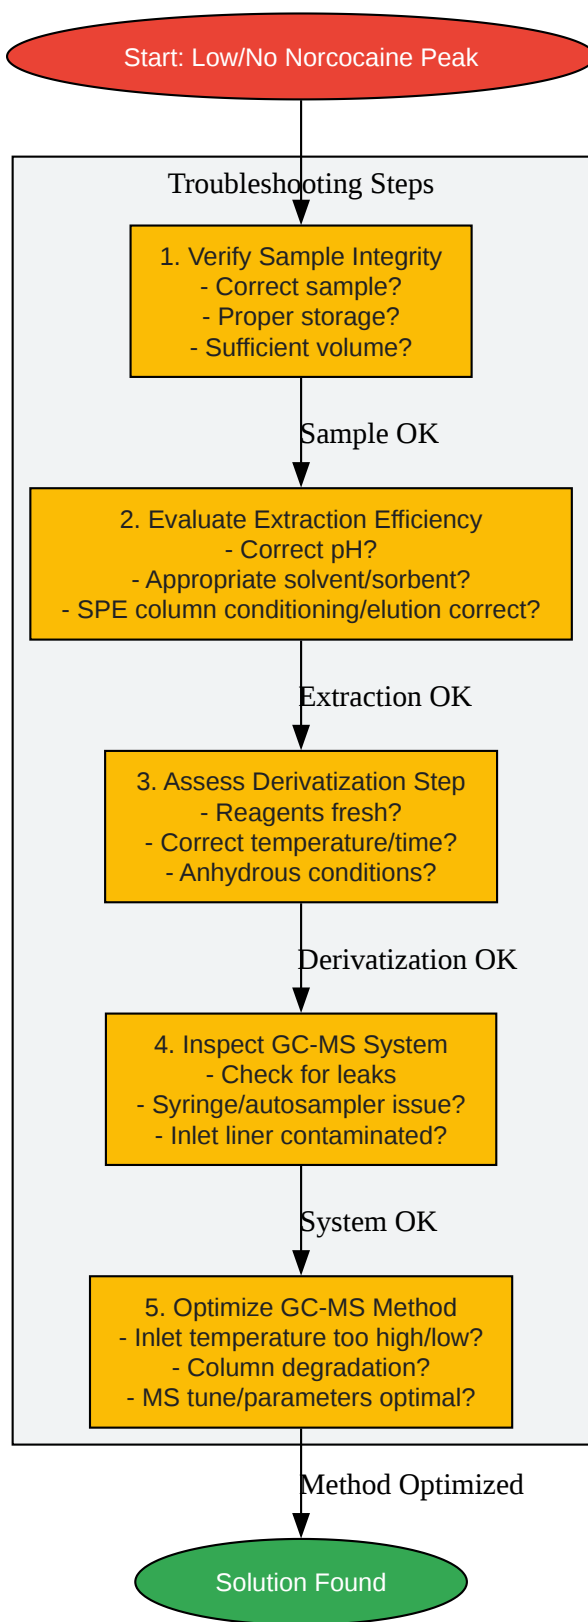 Start: Low/No Norcocaine Peak
Troubleshooting Steps
1. Verify Sample Integrity
- Correct sample?
- Proper storage?
- Sufficient volume?
Sample OK
2. Evaluate Extraction Efficiency
- Correct pH?
- Appropriate solvent/sorbent?
- SPE column conditioning/elution correct?
Extraction OK
3. Assess Derivatization Step
- Reagents fresh?
- Correct temperature/time?
- Anhydrous conditions?
Derivatization OK
4. Inspect GC-MS System
- Check for leaks
- Syringe/autosampler issue?
- Inlet liner contaminated?
System OK
5. Optimize GC-MS Method
- Inlet temperature too high/low?
- Column degradation?
- MS tune/parameters optimal?
Method Optimized
Solution Found